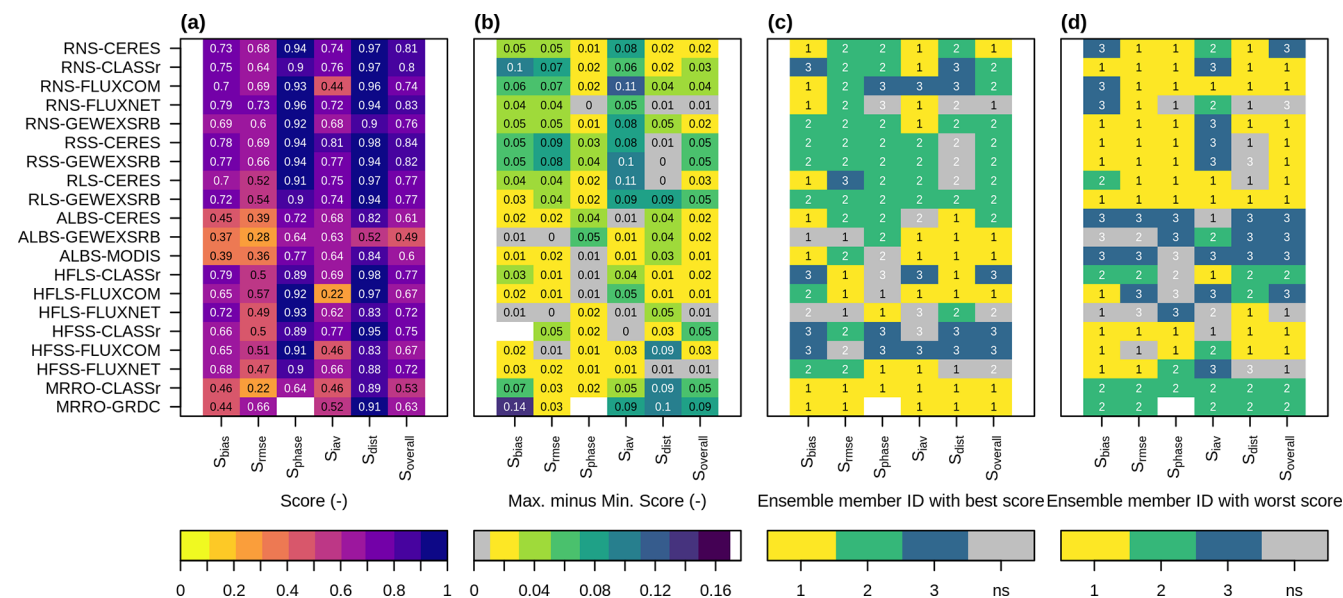 (a) (b) (c) (d)
RNS-CERES 0.73 0.68 0.94 0.74 0.97 0.81 0.05 0.05 0.01 0.08 0.02 0.02 1 2 2 1 2 1 3 1 1 2 1 3
RNS-CLASSr 0.75 0.64 0.9 0.76 0.97 0.8 0.1 0.07 0.02 0.06 0.02 0.03 3 2 2 1 3 2 1 1 1 3 1 1
RNS-FLUXCOM 0.7 0.69 0.93 0.44 0.96 0.74 0.06 0.07 0.02 0.11 0.04 0.04 1 2 3 3 3 2 3 1 1 1 1 1
RNS-FLUXNET 0.79 0.73 0.96 0.72 0.94 0.83 0.04 0.04 0 0.05 0.01 0.01 1 2 3 1 2 1 3 1 1 2 1 3
RNS-GEWEXSRB 0.69 0.6 0.92 0.68 0.9 0.76 0.05 0.05 0.01 0.08 0.05 0.02 2 2 2 1 2 2 1 1 1 3 1 1
RSS-CERES 0.78 0.69 0.94 0.81 0.98 0.84 0.05 0.09 0.03 0.08 0.01 0.05 2 2 2 2 2 2 1 1 1 3 1 1
RSS-GEWEXSRB 0.77 0.66 0.94 0.77 0.94 0.82 0.05 0.08 0.04 0.1 0 0.05 2 2 2 2 2 2 1 1 1 3 3 1
RLS-CERES 0.7 0.52 0.91 0.75 0.97 0.77 0.04 0.04 0.02 0.11 0 0.03 1 3 2 2 2 2 2 1 1 1 1 1
RLS-GEWEXSRB 0.72 0.54 0.9 0.74 0.94 0.77 0.03 0.04 0.02 0.09 0.09 0.05 2 2 2 2 2 2 1 1 1 1 1 1
ALBS-CERES 0.45 0.39 0.72 0.68 0.82 0.61 0.02 0.02 0.04 0.01 0.04 0.02 1 2 2 2 1 2 3 3 3 1 3 3
ALBS-GEWEXSRB 0.37 0.28 0.64 0.63 0.52 0.49 0.01 0 0.05 0.01 0.04 0.02 1 1 2 1 1 1 3 2 3 2 3 3
ALBS-MODIS 0.39 0.36 0.77 0.64 0.84 0.6 0.01 0.02 0.01 0.01 0.03 0.01 1 2 2 1 1 1 3 3 3 3 3 3
HFLS-CLASSr 0.79 0.5 0.89 0.69 0.98 0.77 0.03 0.01 0.01 0.04 0.01 0.02 3 1 3 3 1 3 2 2 2 1 2 2
HFLS-FLUXCOM 0.65 0.57 0.92 0.22 0.97 0.67 0.02 0.01 0.01 0.05 0.01 0.01 2 1 1 1 1 1 1 3 3 3 2 3
HFLS-FLUXNET 0.72 0.49 0.93 0.62 0.83 0.72 0.01 0 0.02 0.01 0.05 0.01 2 2 1 3 2 2 1 3 3 2 1 1
HFSS-CLASSr 0.66 0.5 0.89 0.77 0.95 0.75 0.05 0.02 0 0.03 0.05 3 2 3 3 3 3 1 1 1 1 1 1
HFSS-FLUXCOM 0.65 0.51 0.91 0.46 0.83 0.67 0.02 0.01 0.01 0.03 0.09 0.03 3 2 3 3 3 3 1 1 1 2 1 1
HFSS-FLUXNET 0.68 0.47 0.9 0.66 0.88 0.72 0.03 0.02 0.02 0.02 0.01 0.01 2 2 1 1 1 2 1 1 2 3 3 1
MRRO-CLASSr 0.46 0.22 0.64 0.46 0.89 0.53 0.07 0.03 0.02 0.05 0.09 0.05 1 1 1 1 1 1 2 2 2 2 2 2
MRRO-GRDC 0.44 0.66 0.52 0.91 0.63 0.14 0.03 0.09 0.1 0.09 1 1 1 1 1 2 2 2 2 2
Sbias Srmse Sphase Siav Sdist Soverall Sbias Srmse Sphase Siav Sdist Soverall Sbias Srmse Sphase Siav Sdist Soverall Sbias Srmse Sphase Siav Sdist Soverall
Score (-) Max. minus Min. Score (-) Ensemble member ID with best score Ensemble member ID with worst score
0 0.2 0.4 0.6 0.8 1 0 0.04 0.08 0.12 0.16 1 2 3 ns 1 2 3 ns